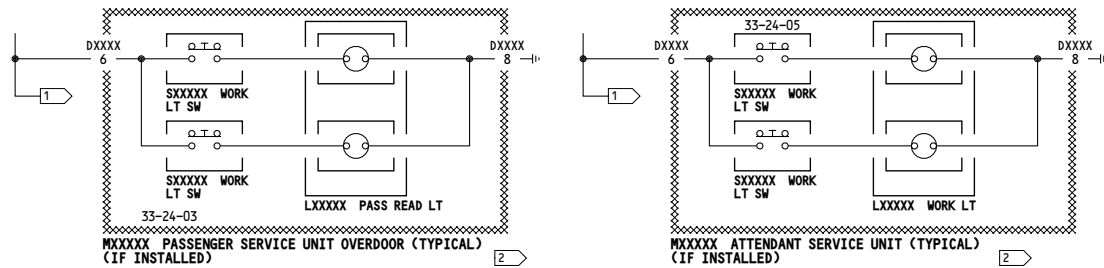 33-24-05
DXXXX
6
DXXXX
8
DXXXX
6
DXXXX
8
1
SXXXXX WORK
LT SW
1
SXXXXX WORK
LT SW
SXXXXX WORK
LT SW
LXXXXX PASS READ LT
SXXXXX WORK
LT SW
LXXXXX WORK LT
33-24-03
MXXXXX PASSENGER SERVICE UNIT OVERDOOR (TYPICAL)
(IF INSTALLED)
2
MXXXXX ATTENDANT SERVICE UNIT (TYPICAL)
(IF INSTALLED)
2